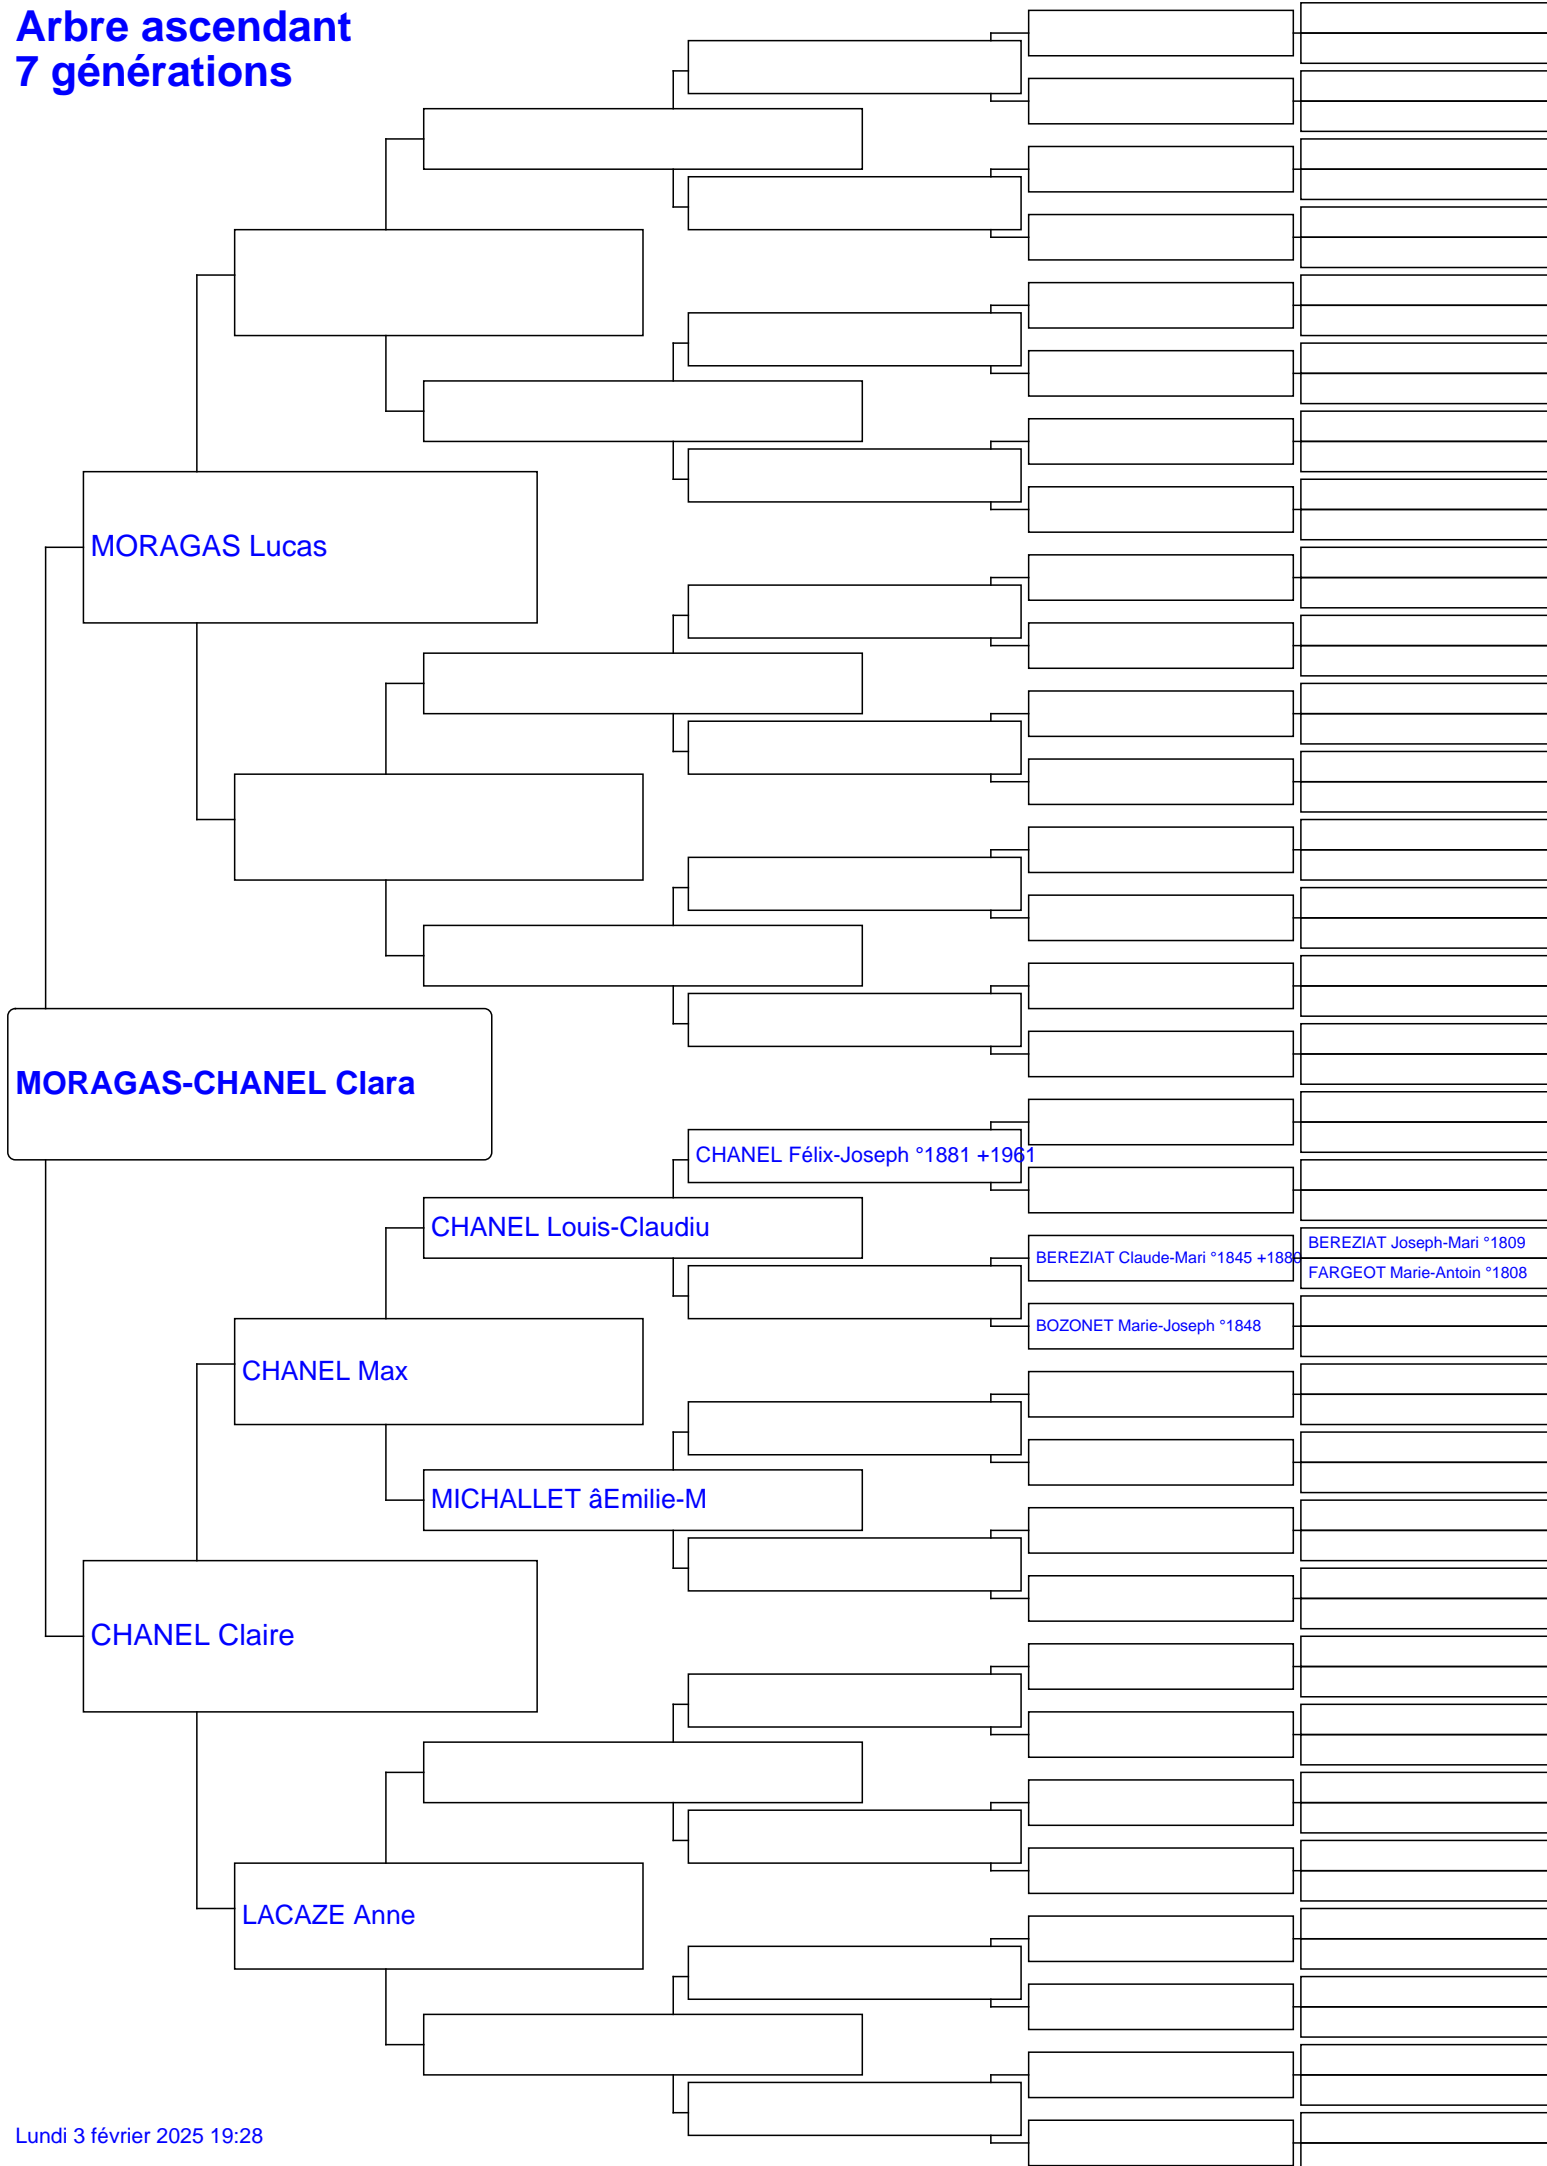 Arbre ascendant
7 générations
MORAGAS Lucas
MORAGAS-CHANEL Clara
CHANEL Félix-Joseph °1881 +1961
CHANEL Louis-Claudiu
BEREZIAT Claude-Mari °1845 +1880
BEREZIAT Joseph-Mari °1809
FARGEOT Marie-Antoin °1808
BOZONET Marie-Joseph °1848
CHANEL Max
MICHALLET âEmilie-M
CHANEL Claire
LACAZE Anne
Lundi 3 février 2025 19:28